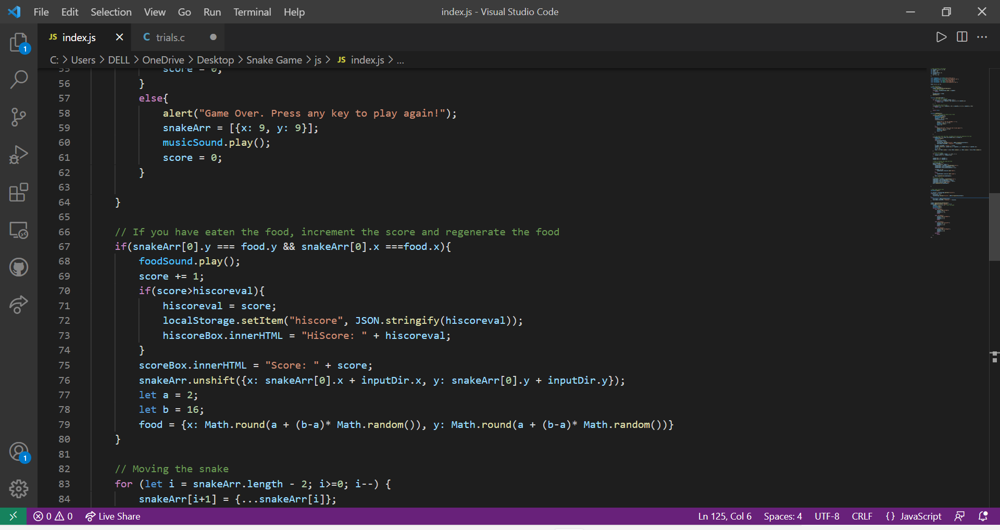 File Edit Selection View Go Run Terminal Help index.js - Visual Studio Code
JS index.js C trials.c
C: > Users > DELL > OneDrive > Desktop > Snake Game > js > JS index.js > ...
1
55 score = 0;
56 }
57 else{
58 alert("Game Over. Press any key to play again!");
59 snakeArr = [{x: 9, y: 9}];
60 musicSound.play();
61 score = 0;
62 }
63
64 }
65
66 // If you have eaten the food, increment the score and regenerate the food
67 if(snakeArr[0].y === food.y && snakeArr[0].x ===food.x){
68 foodSound.play();
69 score += 1;
70 if(score>hiscoreval){
71 hiscoreval = score;
72 localStorage.setItem("hiscore", JSON.stringify(hiscoreval));
73 hiscoreBox.innerHTML = "HiScore: " + hiscoreval;
74 }
75 scoreBox.innerHTML = "Score: " + score;
76 snakeArr.unshift({x: snakeArr[0].x + inputDir.x, y: snakeArr[0].y + inputDir.y});
77 let a = 2;
78 let b = 16;
79 food = {x: Math.round(a + (b-a)* Math.random()), y: Math.round(a + (b-a)* Math.random())}
80 }
81
82 // Moving the snake
83 for (let i = snakeArr.length - 2; i>=0; i--) {
84 snakeArr[i+1] = {...snakeArr[i]};
1
0 0 Live Share Ln 125, Col 6 Spaces: 4 UTF-8 CRLF {} JavaScript